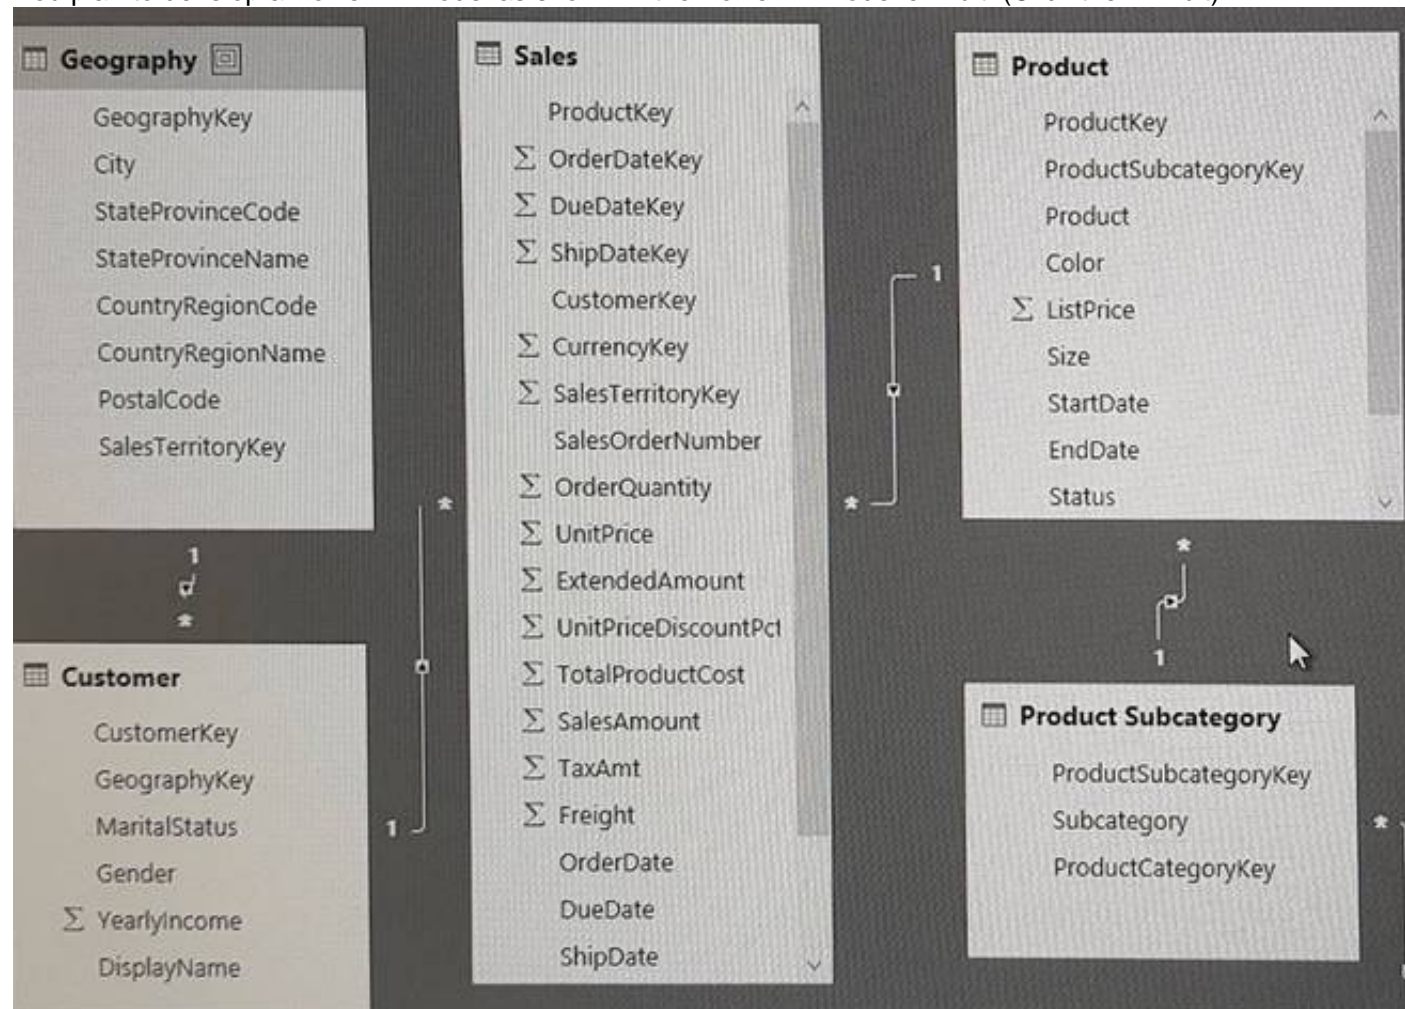 Geography
GeographyKey
City
StateProvinceCode
StateProvinceName
CountryRegionCode
CountryRegionName
PostalCode
SalesTerritoryKey
1
*
Customer
CustomerKey
GeographyKey
MaritalStatus
Gender
Σ YearlyIncome
DisplayName
*
1
Sales
ProductKey
Σ OrderDateKey
Σ DueDateKey
Σ ShipDateKey
CustomerKey
Σ CurrencyKey
Σ SalesTerritoryKey
SalesOrderNumber
Σ OrderQuantity
Σ UnitPrice
Σ ExtendedAmount
Σ UnitPriceDiscountPct
Σ TotalProductCost
Σ SalesAmount
Σ TaxAmt
Σ Freight
OrderDate
DueDate
ShipDate
1
*
Product
ProductKey
ProductSubcategoryKey
Product
Color
Σ ListPrice
Size
StartDate
EndDate
Status
*
1
Product Subcategory
ProductSubcategoryKey
Subcategory
ProductCategoryKey
*